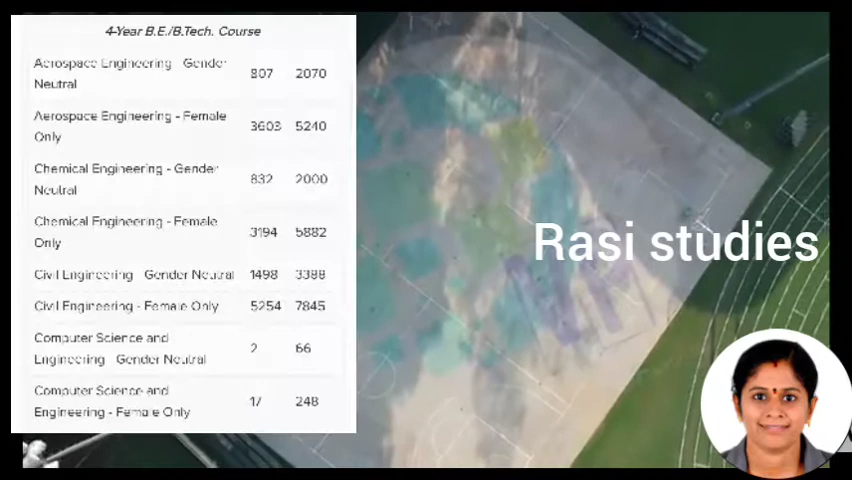 4-Year B.E./B.Tech. Course
Aerospace Engineering - Gender
Neutral
807 2070
Aerospace Engineering - Female
Only
3603 5240
Chemical Engineering - Gender
Neutral
832 2000
Chemical Engineering - Female
Only
3194 5882
Civil Engineering - Gender Neutral 1498 3388
Civil Engineering - Female Only 5254 7845
Computer Science and
Engineering - Gender Neutral
2 66
Computer Science and
Engineering - Female Only
17 248
Rasi studies